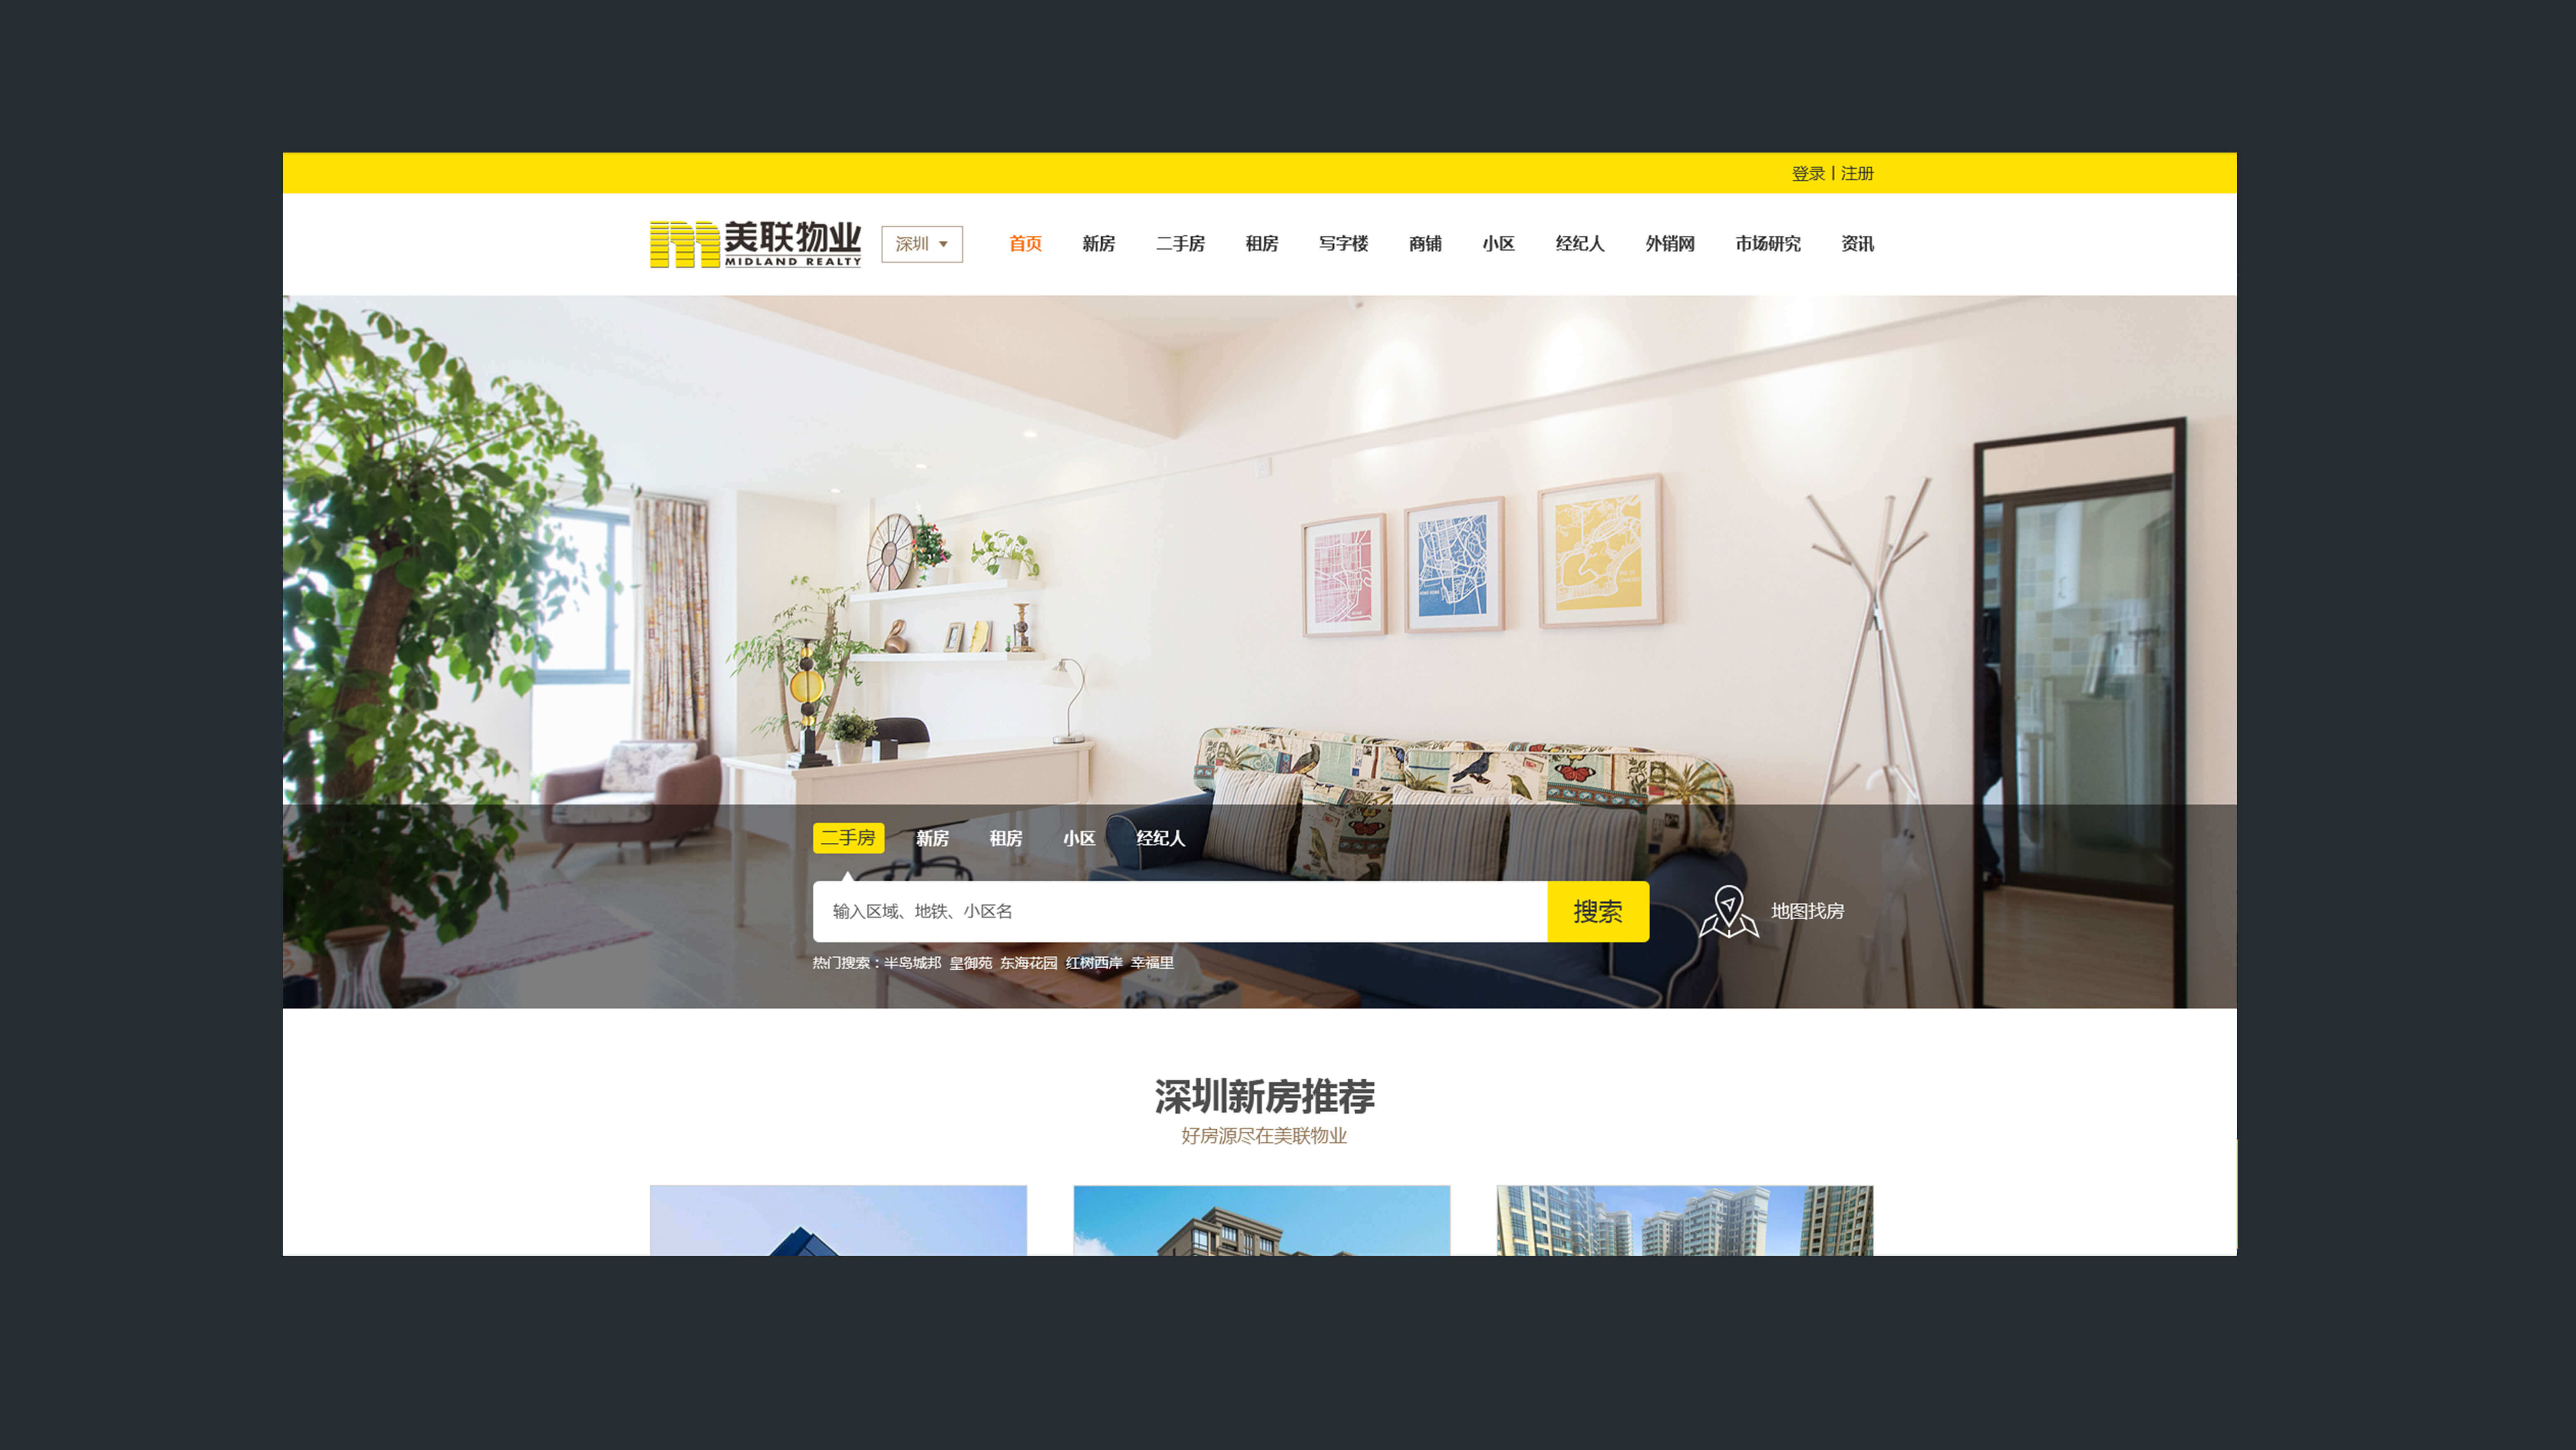 登录 | 注册
美联物业
MIDLAND REALTY
深圳
首页 新房 二手房 租房 写字楼 商铺 小区 经纪人 外销网 市场研究 资讯
二手房 新房 租房 小区 经纪人
输入区域、地铁、小区名
搜索
地图找房
热门搜索：半岛城邦 皇御苑 东海花园 红树西岸 幸福里
深圳新房推荐
好房源尽在美联物业